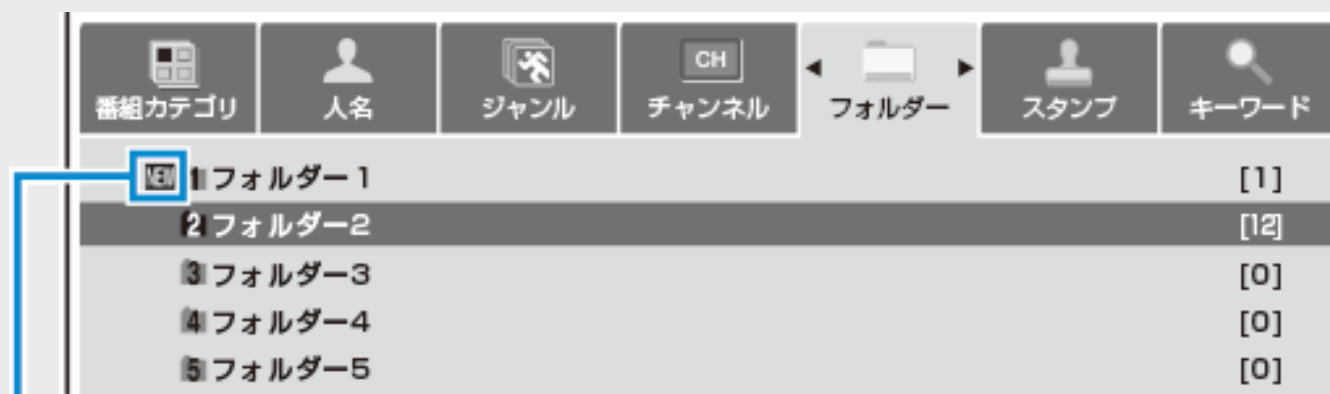 CH
番組カテゴリ 人名 ジャンル チャンネル ◀ ▶ フォルダー スタンプ キーワード
NEW 1 フォルダー1 [1]
2 フォルダー2 [12]
3 フォルダー3 [0]
4 フォルダー4 [0]
5 フォルダー5 [0]